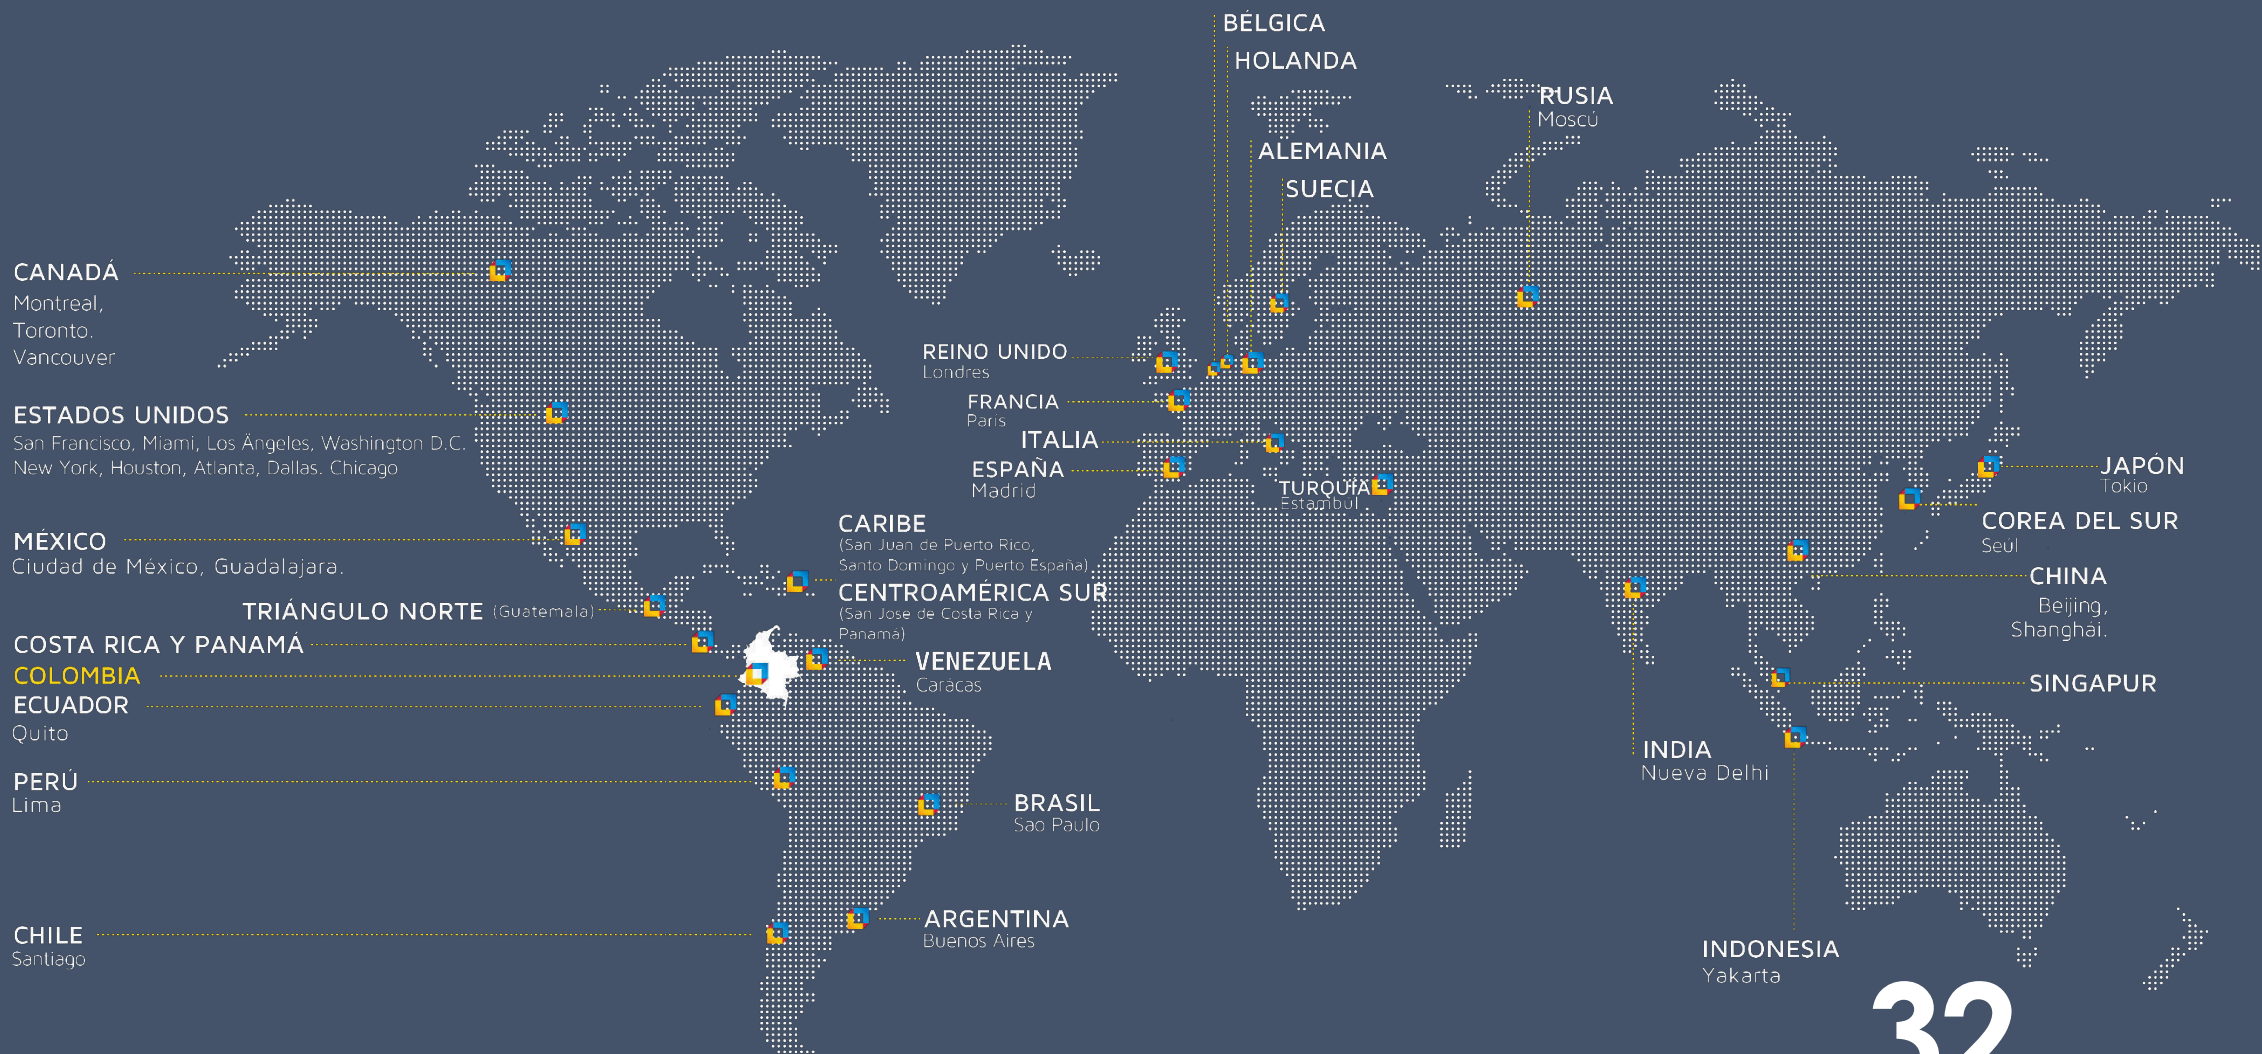 BÉLGICA
HOLANDA
RUSIA
Moscú
ALEMANIA
SUECIA
CANADÁ
Montreal,
Toronto.
Vancouver
REINO UNIDO
Londres
FRANCIA
Paris
ITALIA
ESPAÑA
Madrid
TURQUÍA
Estambul
ESTADOS UNIDOS
San Francisco, Miami, Los Ángeles, Washington D.C.
New York, Houston, Atlanta, Dallas. Chicago
JAPÓN
Tokio
COREA DEL SUR
Seúl
CHINA
Beijing,
Shanghái.
MÉXICO
Ciudad de México, Guadalajara.
CARIBE
(San Juan de Puerto Rico,
Santo Domingo y Puerto España)
CENTROAMÉRICA SUR
(San Jose de Costa Rica y
Panamá)
TRIÁNGULO NORTE (Guatemala)
COSTA RICA Y PANAMÁ
COLOMBIA
VENEZUELA
Carácas
ECUADOR
Quito
SINGAPUR
INDIA
Nueva Delhi
PERÚ
Lima
BRASIL
Sao Paulo
CHILE
Santiago
ARGENTINA
Buenos Aires
INDONESIA
Yakarta
32